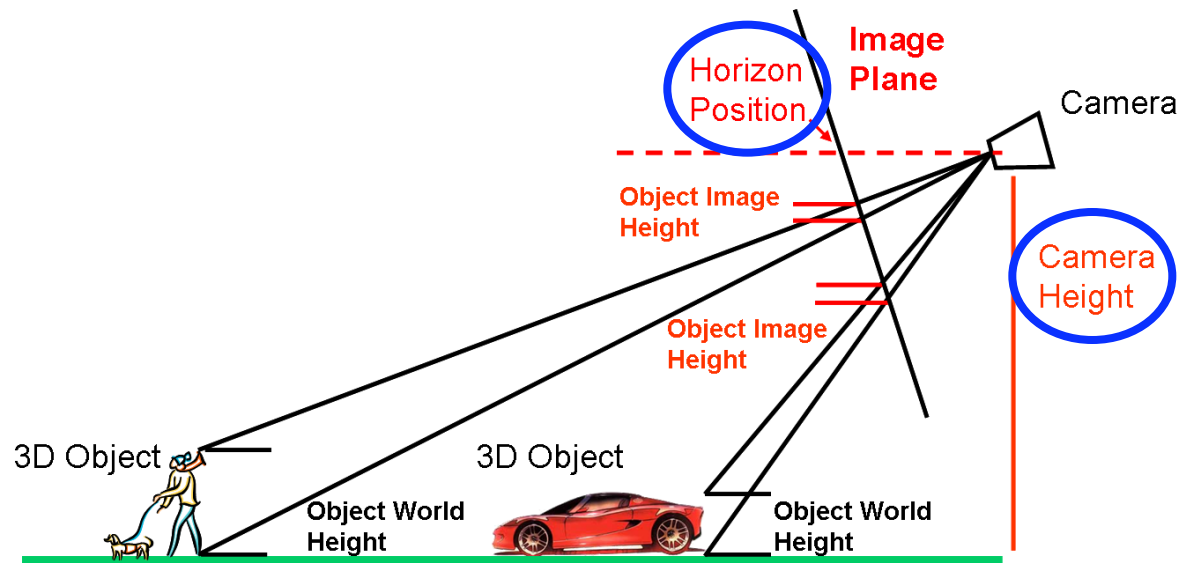 Image
Plane
Horizon
Position
Camera
Object Image
Height
Camera
Height
Object Image
Height
3D Object
3D Object
Object World
Height
Object World
Height